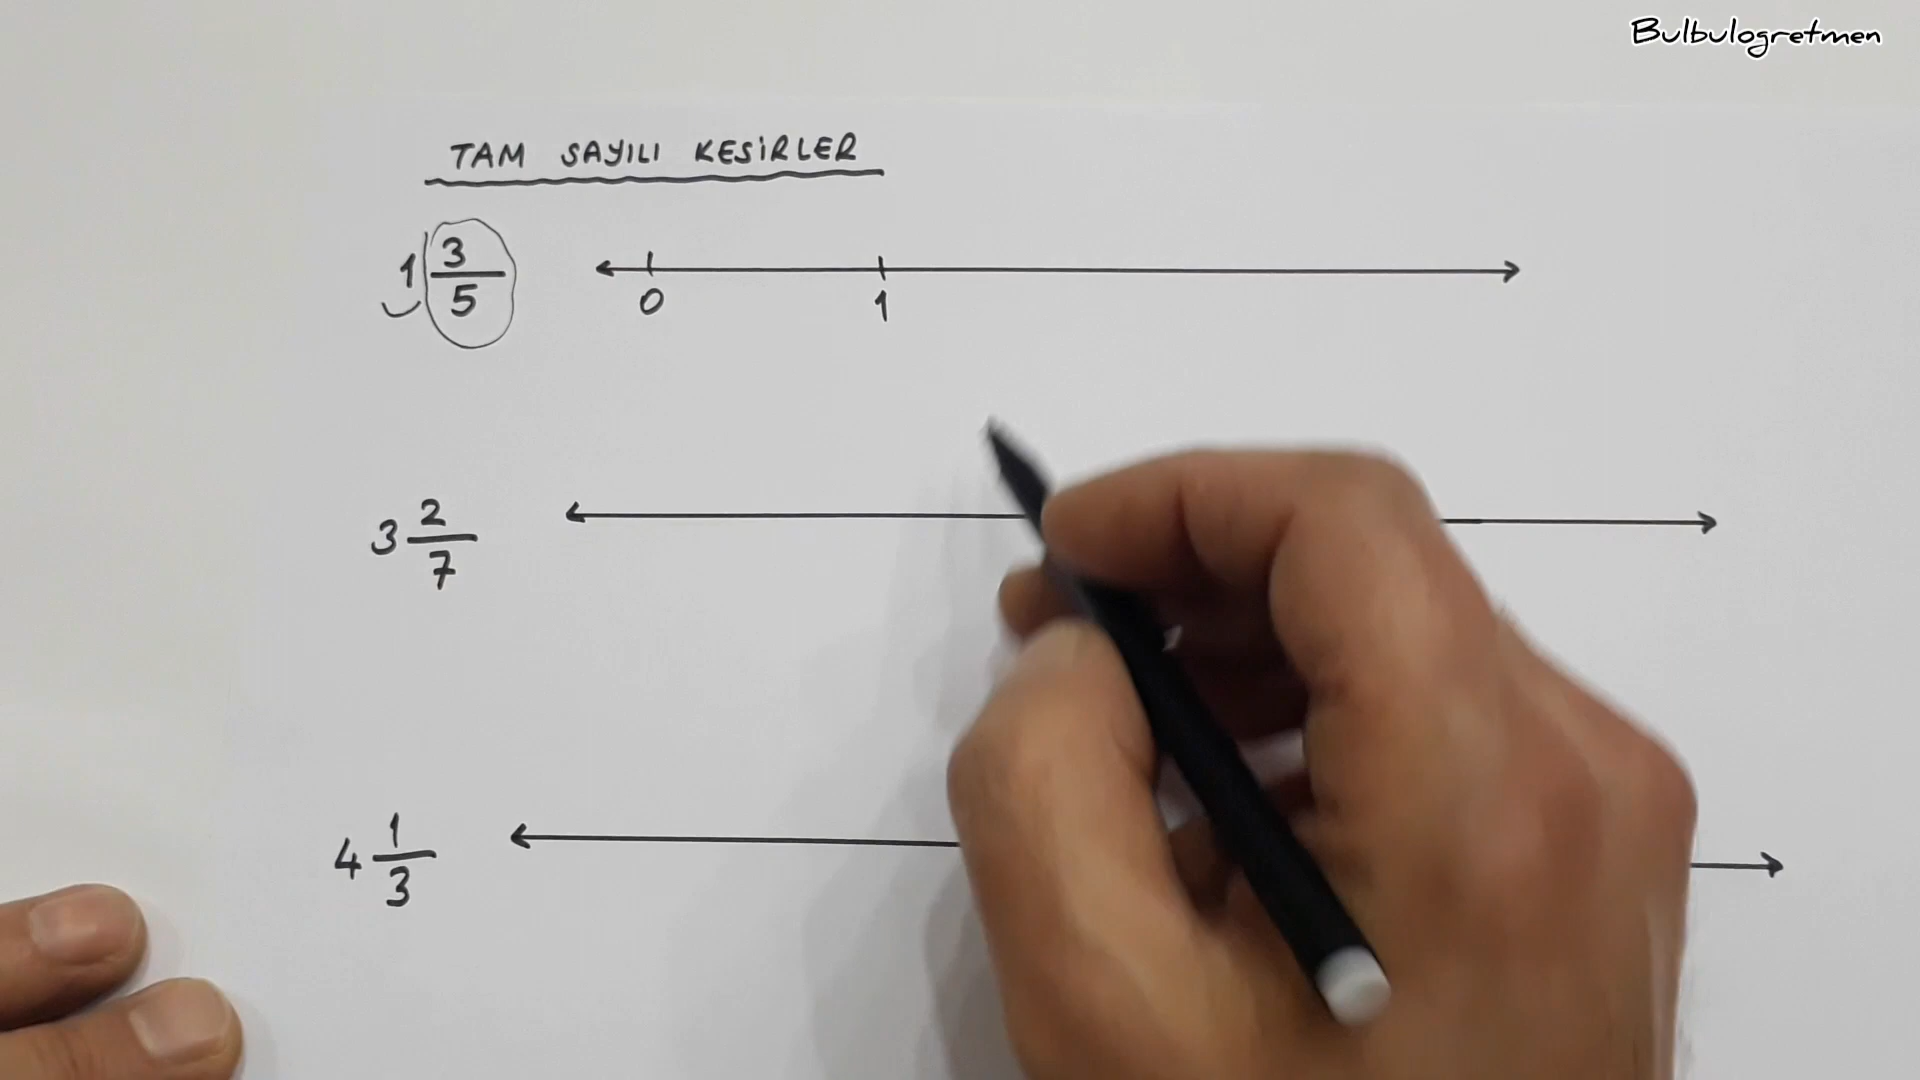 Bulbulogretmen
TAM SAYILI KESİRLER
1 3/5
0 1
3 2/7
4 1/3